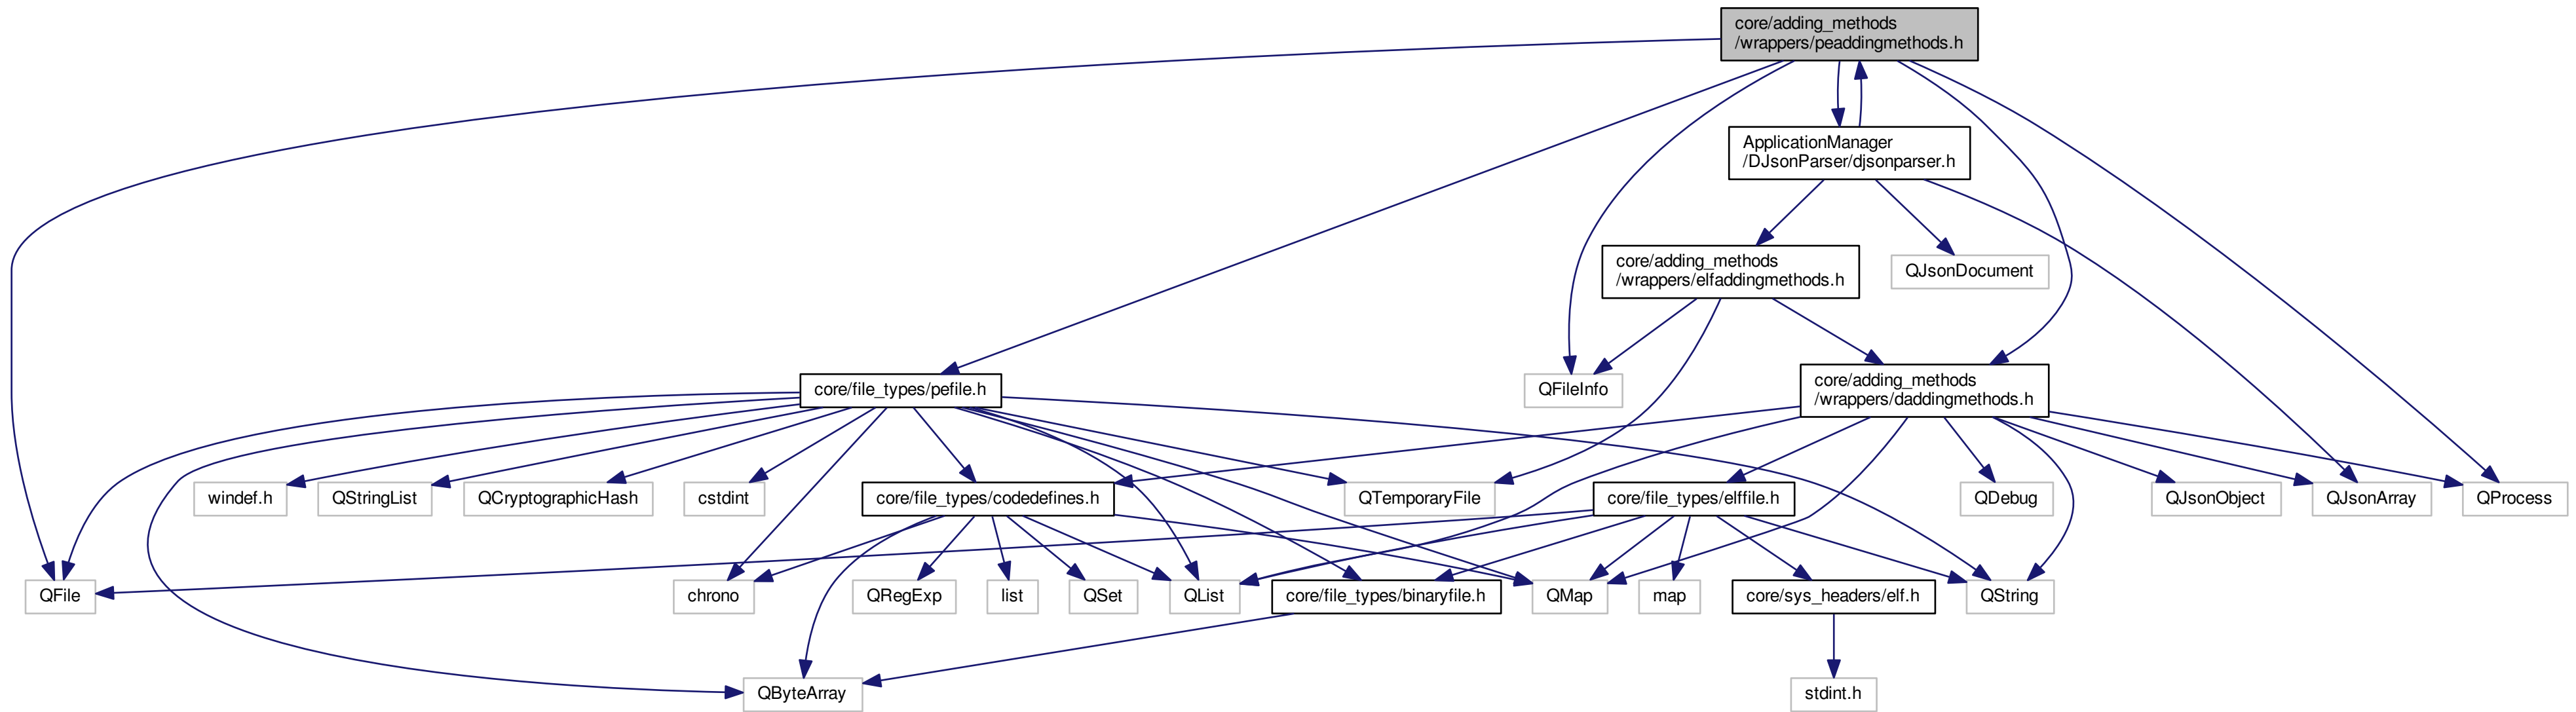 core/adding_methods
/wrappers/peaddingmethods.h
ApplicationManager
/DJsonParser/djsonparser.h
core/adding_methods
/wrappers/elfaddingmethods.h
QJsonDocument
core/file_types/pefile.h
QFileInfo
core/adding_methods
/wrappers/daddingmethods.h
windef.h
QStringList
QCryptographicHash
cstdint
core/file_types/codedefines.h
QTemporaryFile
core/file_types/elffile.h
QDebug
QJsonObject
QJsonArray
QProcess
QFile
chrono
QRegExp
list
QSet
QList
core/file_types/binaryfile.h
QMap
map
core/sys_headers/elf.h
QString
QByteArray
stdint.h